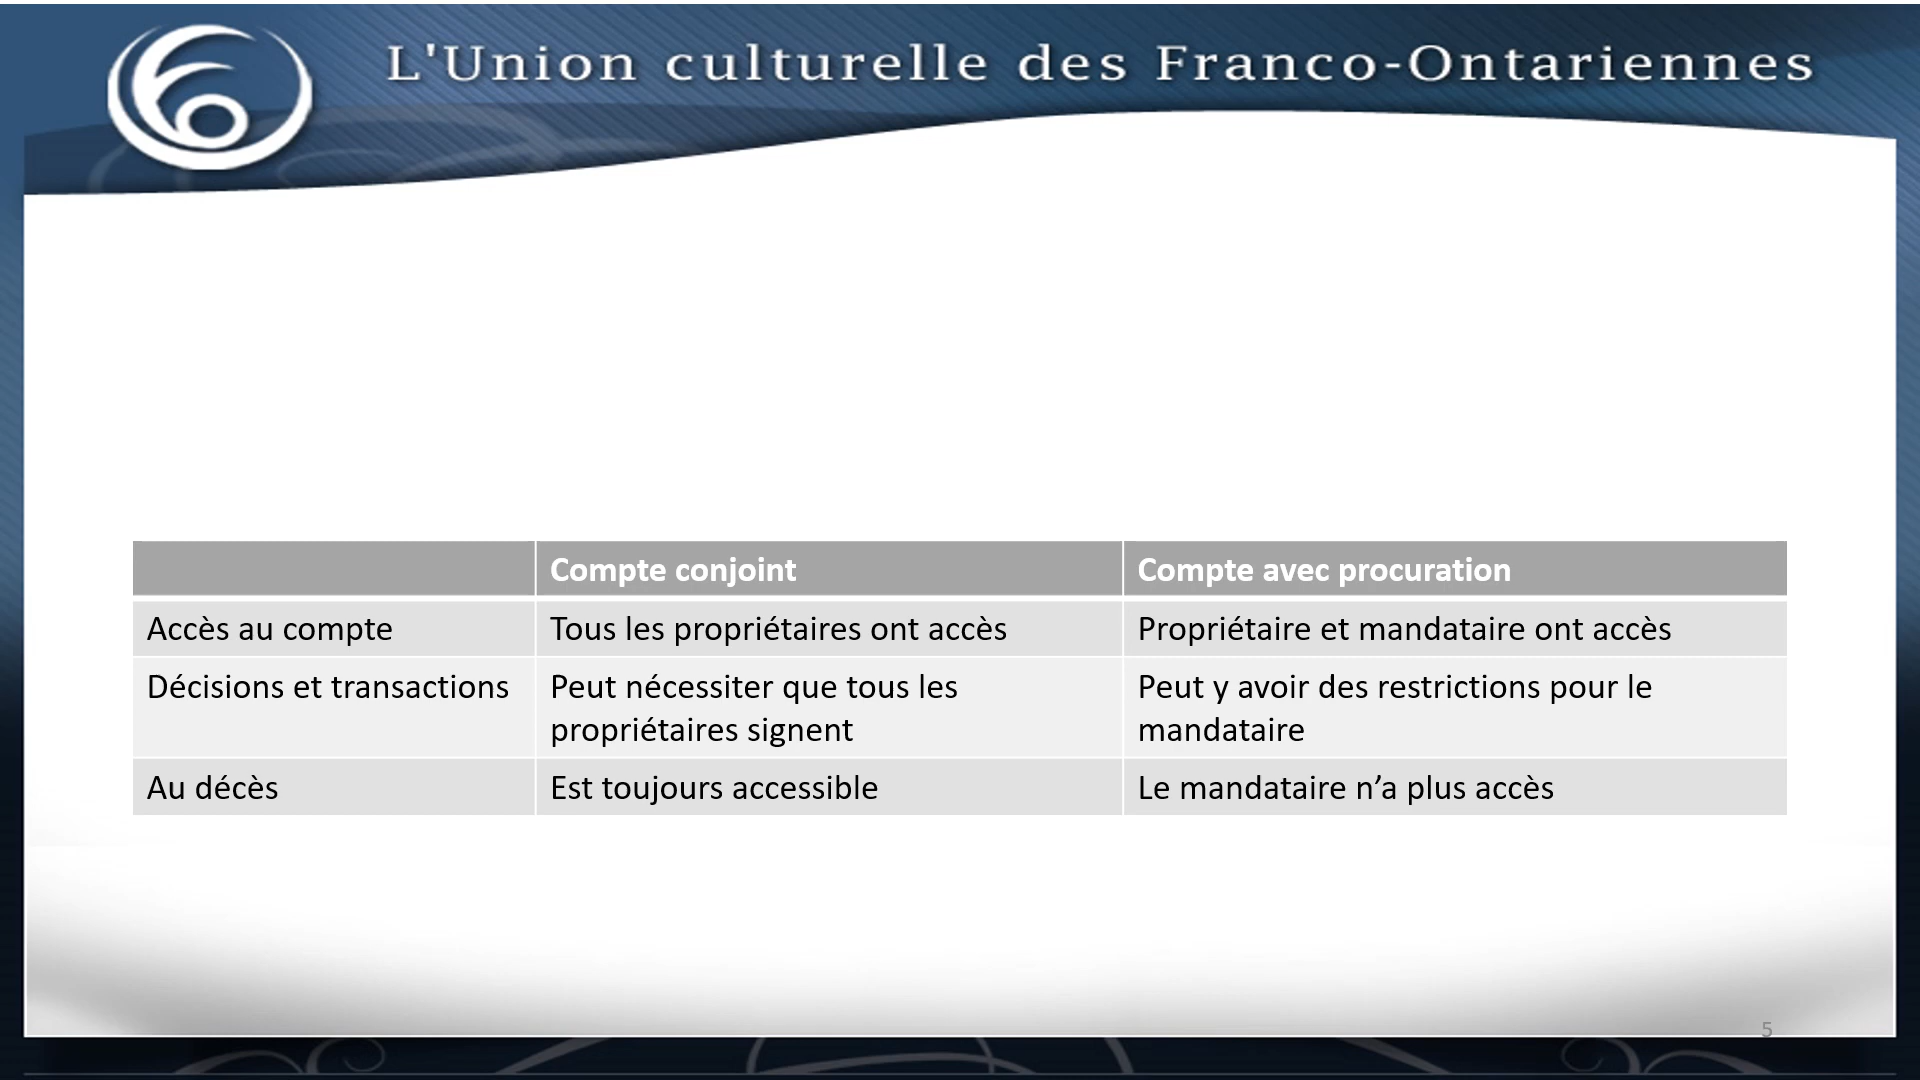 L'Union culturelle des Franco-Ontariennes
Compte conjoint
Compte avec procuration
Accès au compte
Tous les propriétaires ont accès
Propriétaire et mandataire ont accès
Décisions et transactions
Peut nécessiter que tous les
propriétaires signent
Peut y avoir des restrictions pour le
mandataire
Au décès
Est toujours accessible
Le mandataire n’a plus accès
5